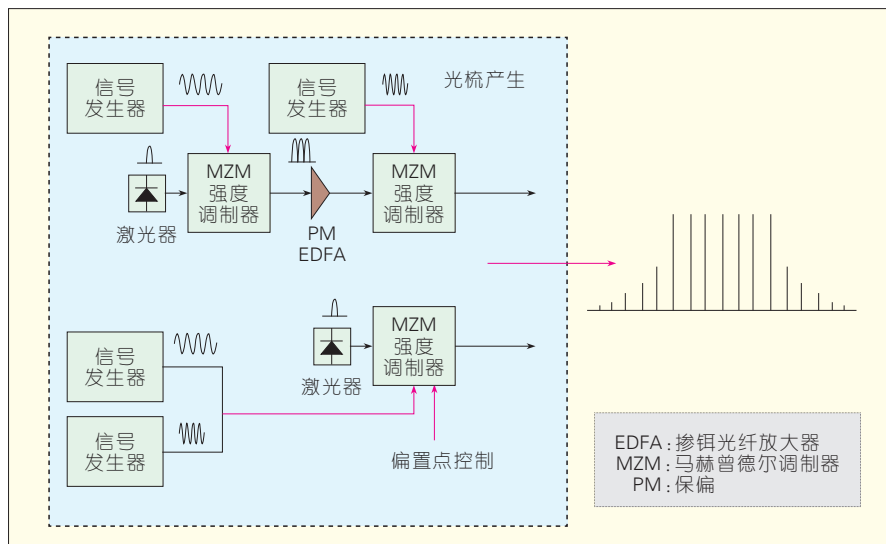 光梳产生
信号
发生器
信号
发生器
MZM
强度
调制器
MZM
强度
调制器
激光器
PM
EDFA
MZM
强度
调制器
信号
发生器
激光器
信号
发生器
偏置点控制
EDFA：掺铒光纤放大器
MZM：马赫曾德尔调制器
PM：保偏